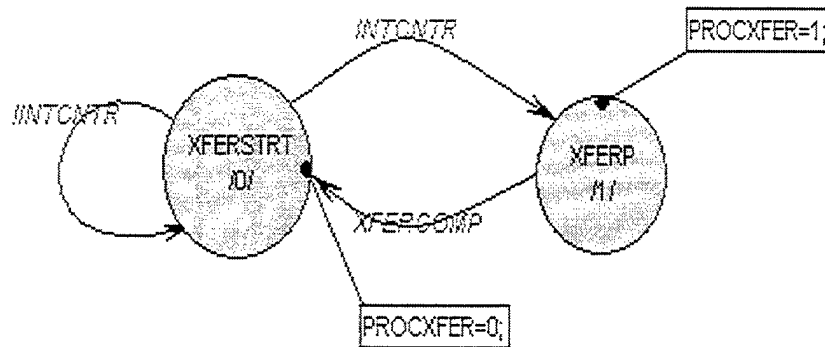 INTCNTR
PROCXFER=1;
/INTCNTR
XFERSTRT
/0/
XFERP
/1/
XFERCOMP
PROCXFER=0;